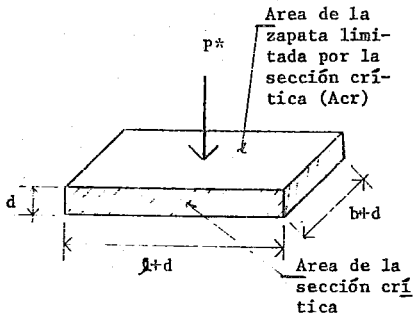 Area de la
zapata limi-
tada por la
sección crí-
tica (Acr)
p*
d
b+d
l+d
Area de la
sección crí
tica